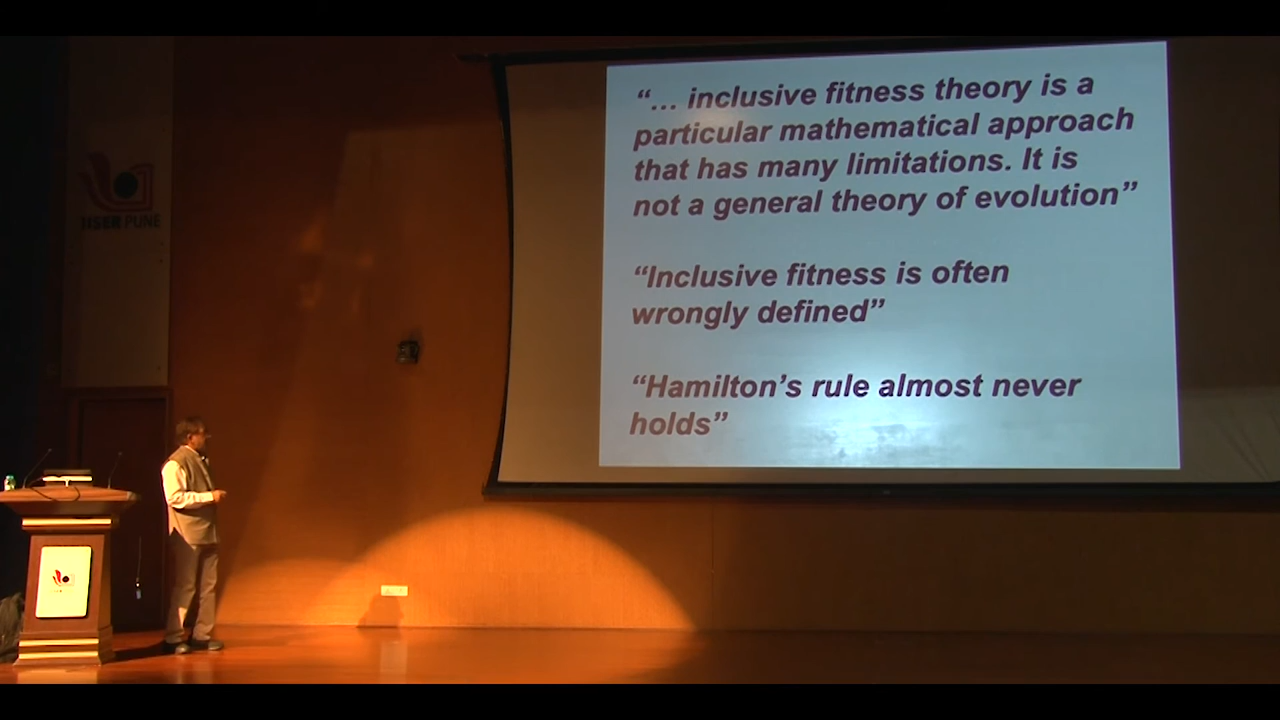 “... inclusive fitness theory is a
particular mathematical approach
that has many limitations. It is
not a general theory of evolution”
“Inclusive fitness is often
wrongly defined”
“Hamilton’s rule almost never
holds”
IISER PUNE